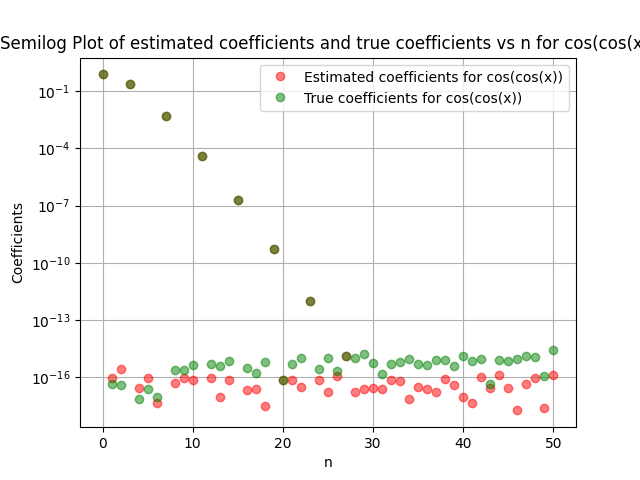 Semilog Plot of estimated coefficients and true coefficients vs n for cos(cos(x
Estimated coefficients for cos(cos(x))
True coefficients for cos(cos(x))
Coefficients
10⁻¹
10⁻⁴
10⁻⁷
10⁻¹⁰
10⁻¹³
10⁻¹⁶
0 10 20 30 40 50
n